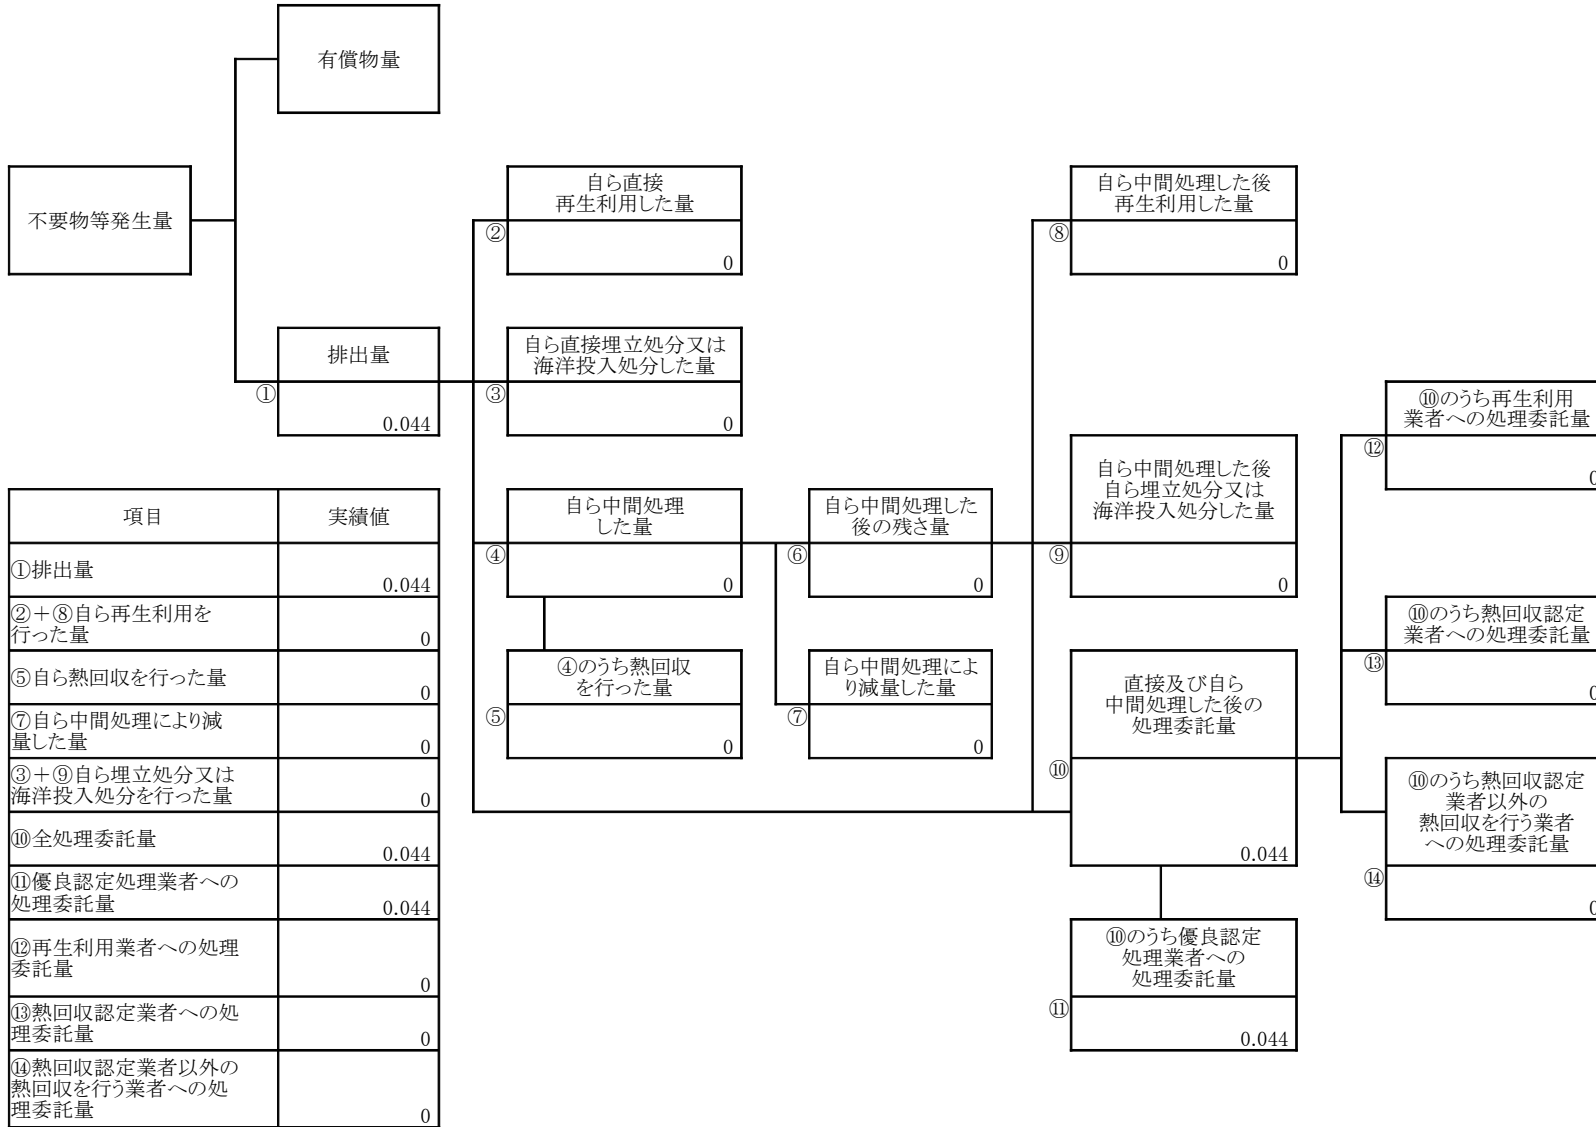 有償物量
不要物等発生量
自ら直接
再生利用した量
②
0
自ら中間処理した後
再生利用した量
⑧
0
排出量
①
0.044
自ら直接埋立処分又は
海洋投入処分した量
③
0
⑩のうち再生利用
業者への処理委託量
⑫
0
自ら中間処理
した量
④
0
自ら中間処理した
後の残さ量
⑥
0
自ら中間処理した後
自ら埋立処分又は
海洋投入処分した量
⑨
0
⑩のうち熱回収認定
業者への処理委託量
⑬
0
④のうち熱回収
を行った量
⑤
0
自ら中間処理によ
り減量した量
⑦
0
直接及び自ら
中間処理した後の
処理委託量
⑩
0.044
⑩のうち熱回収認定
業者以外の
熱回収を行う業者
への処理委託量
⑭
0
⑩のうち優良認定
処理業者への
処理委託量
⑪
0.044
項目 実績値
①排出量
0.044
②+⑧自ら再生利用を
行った量
0
⑤自ら熱回収を行った量
0
⑦自ら中間処理により減
量した量
0
③+⑨自ら埋立処分又は
海洋投入処分を行った量
0
⑩全処理委託量
0.044
⑪優良認定処理業者への
処理委託量
0.044
⑫再生利用業者への処理
委託量
0
⑬熱回収認定業者への処
理委託量
0
⑭熱回収認定業者以外の
熱回収を行う業者への処
理委託量
0